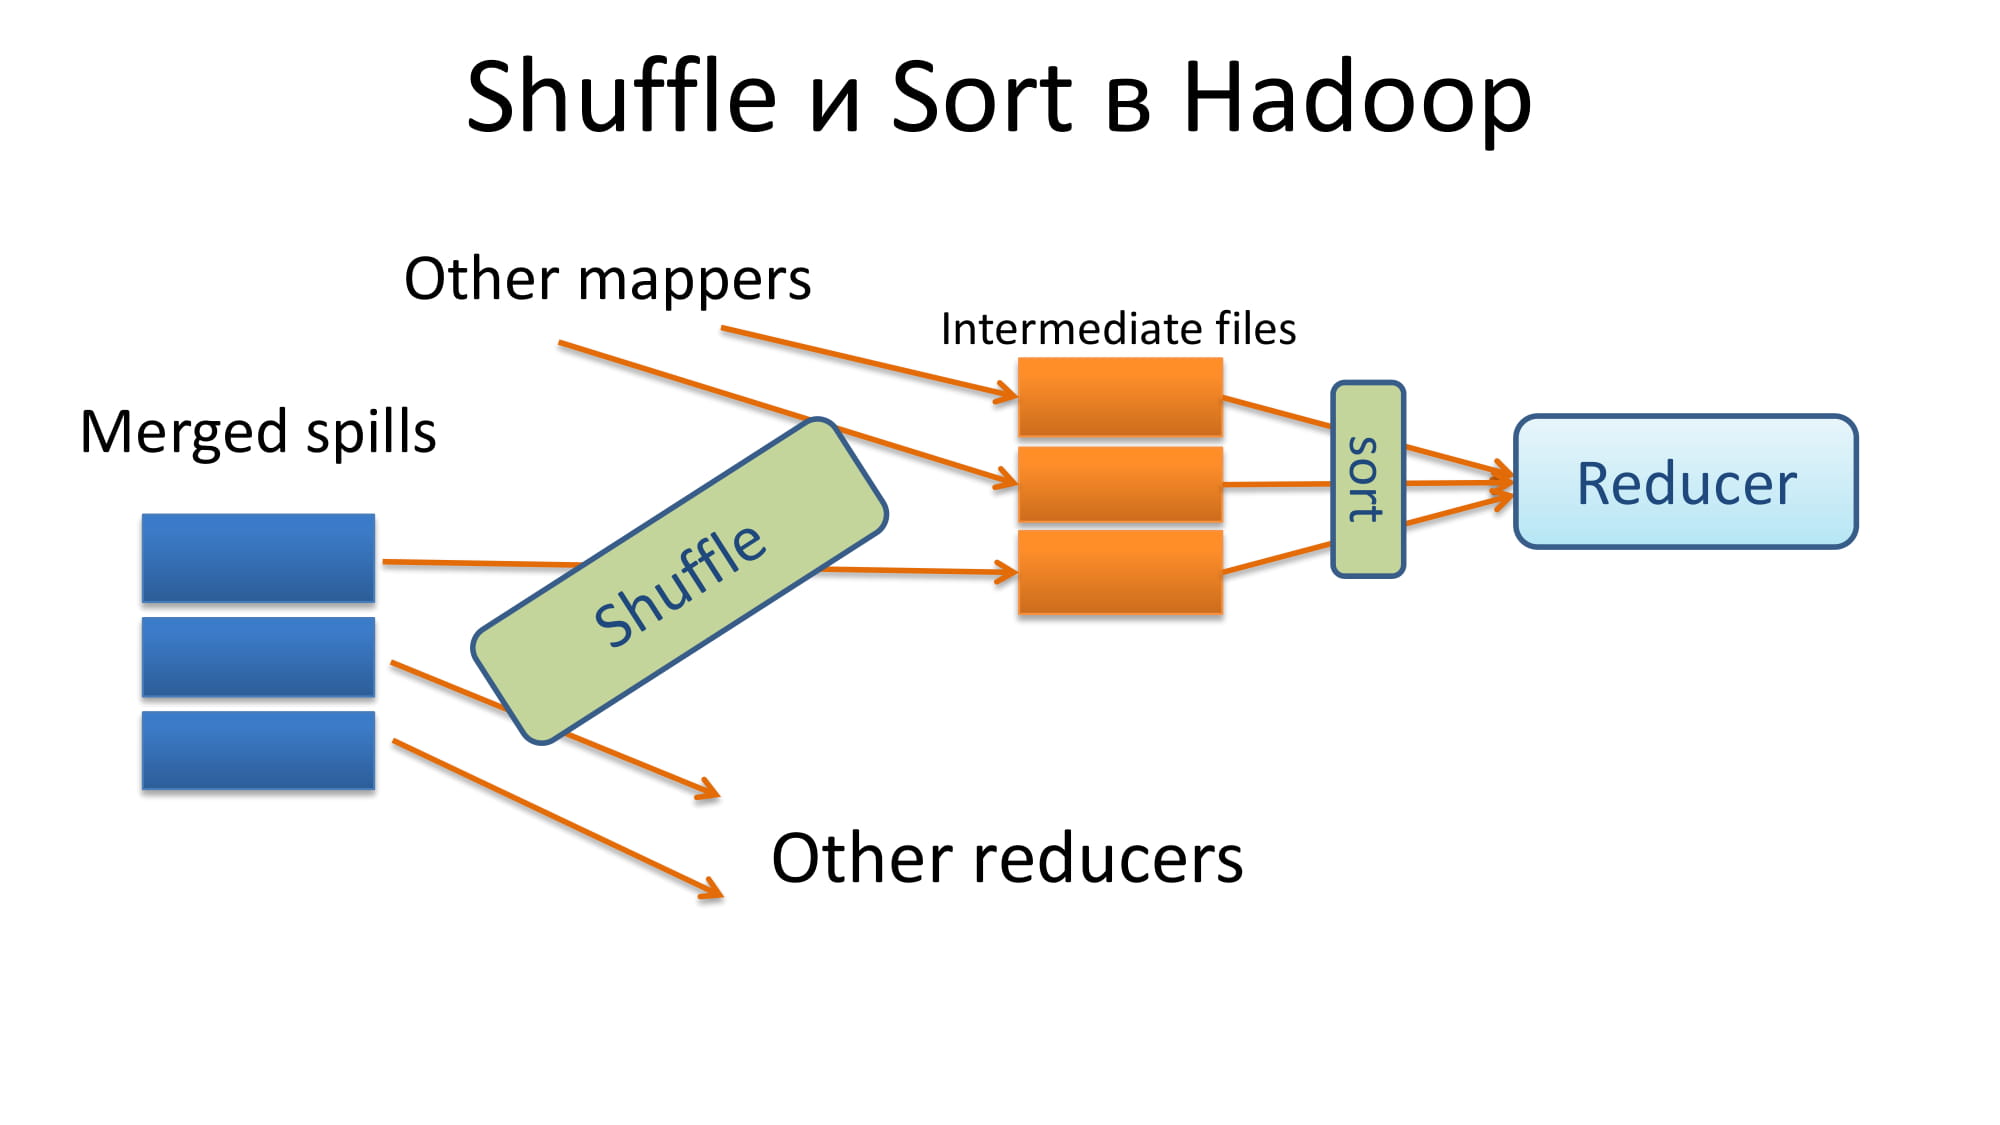 Shuffle и Sort в Hadoop
Other mappers
Intermediate files
Merged spills
sort
Reducer
Shuffle
Other reducers